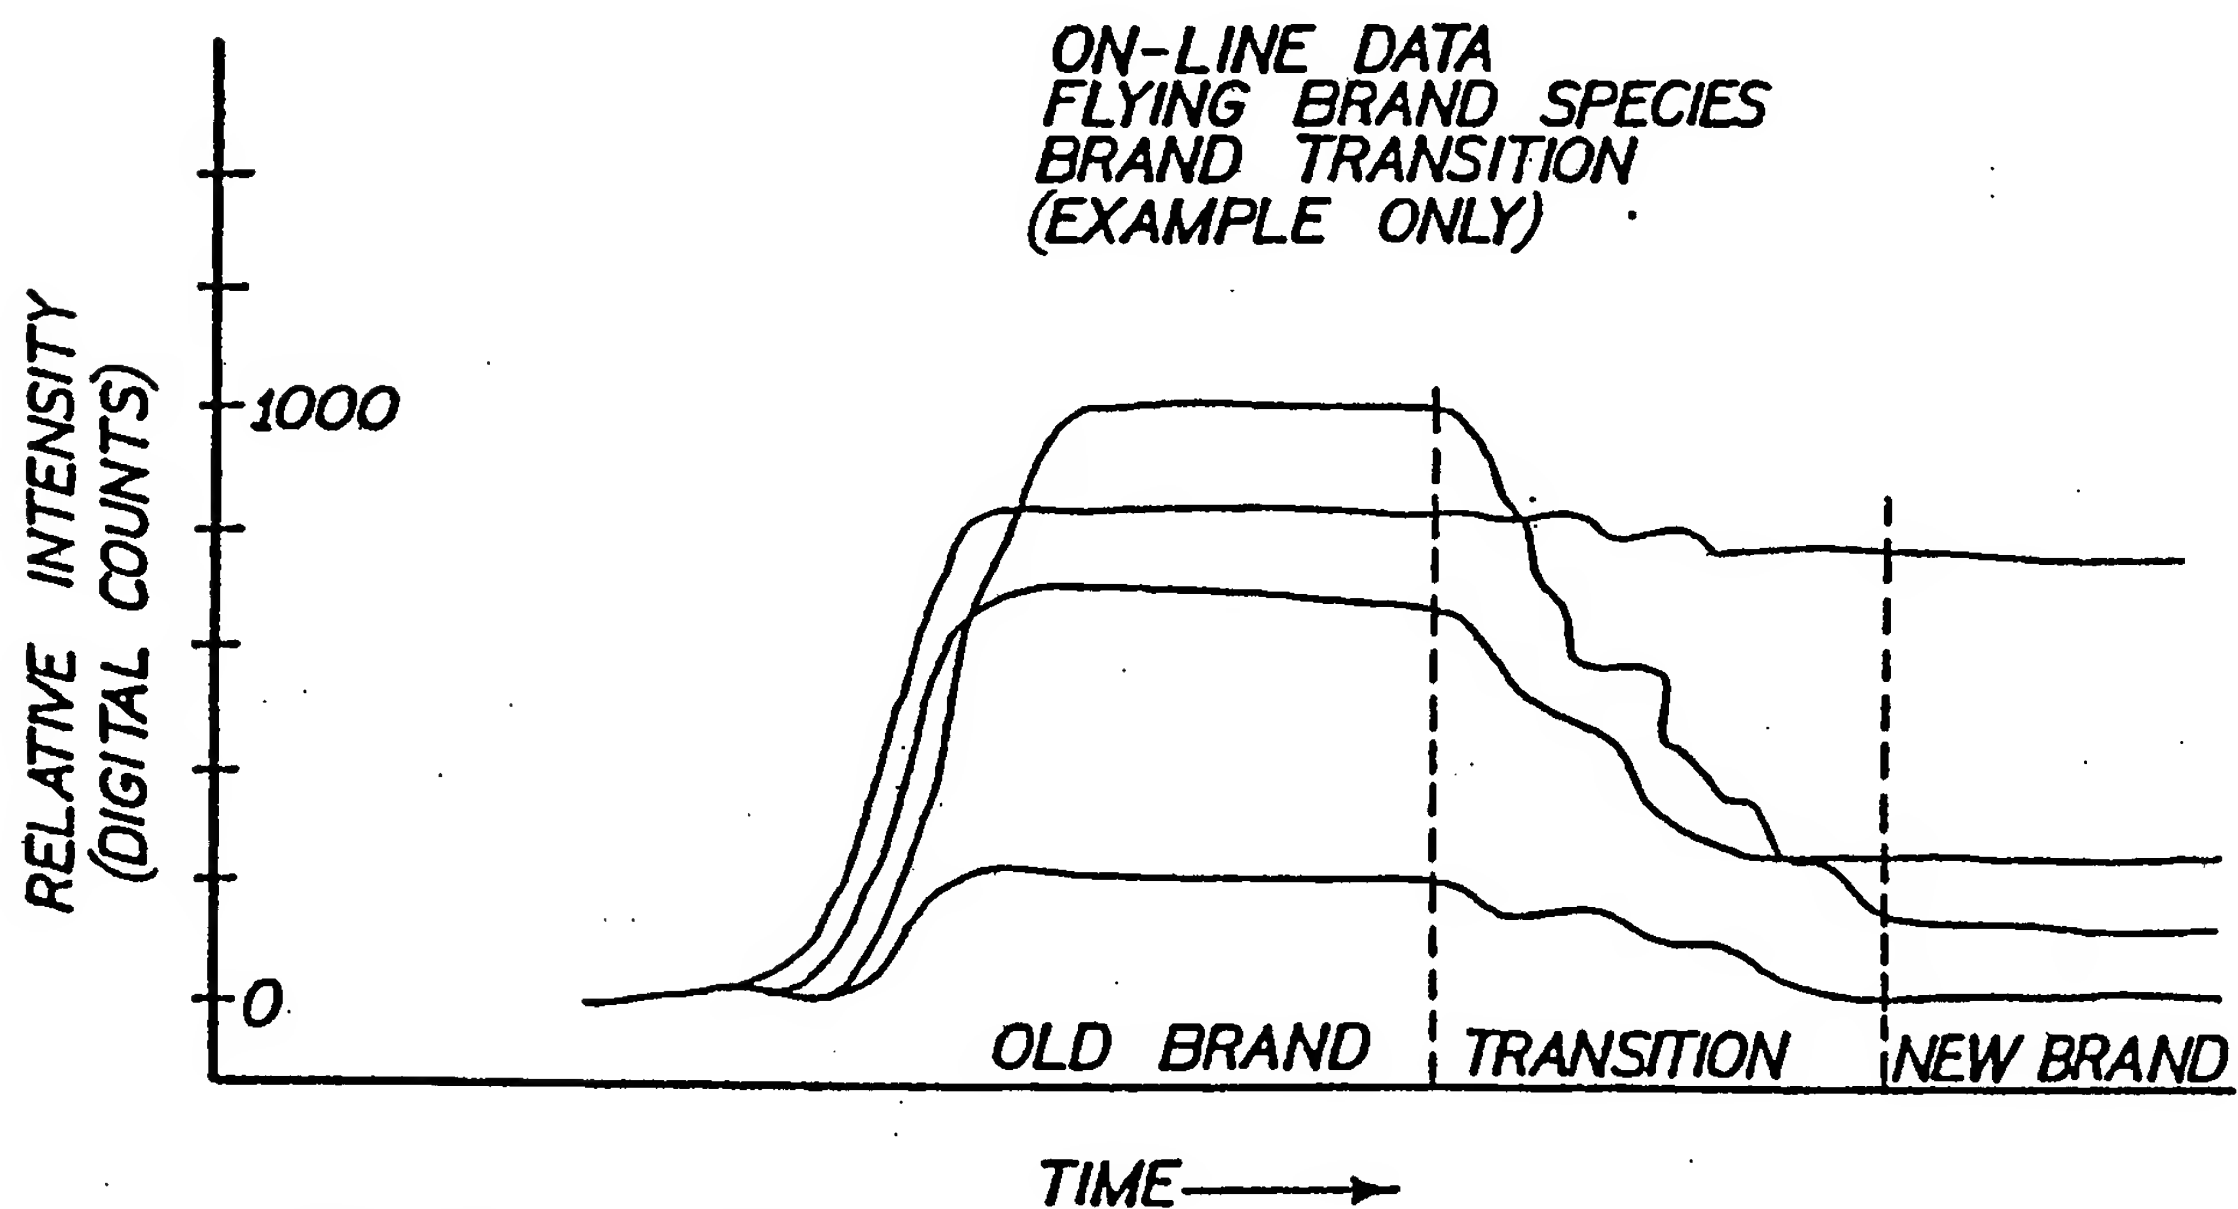 ON-LINE DATA
FLYING BRAND SPECIES
BRAND TRANSITION
(EXAMPLE ONLY)
RELATIVE INTENSITY
(DIGITAL COUNTS)
1000
0
OLD BRAND
TRANSITION
NEW BRAND
TIME